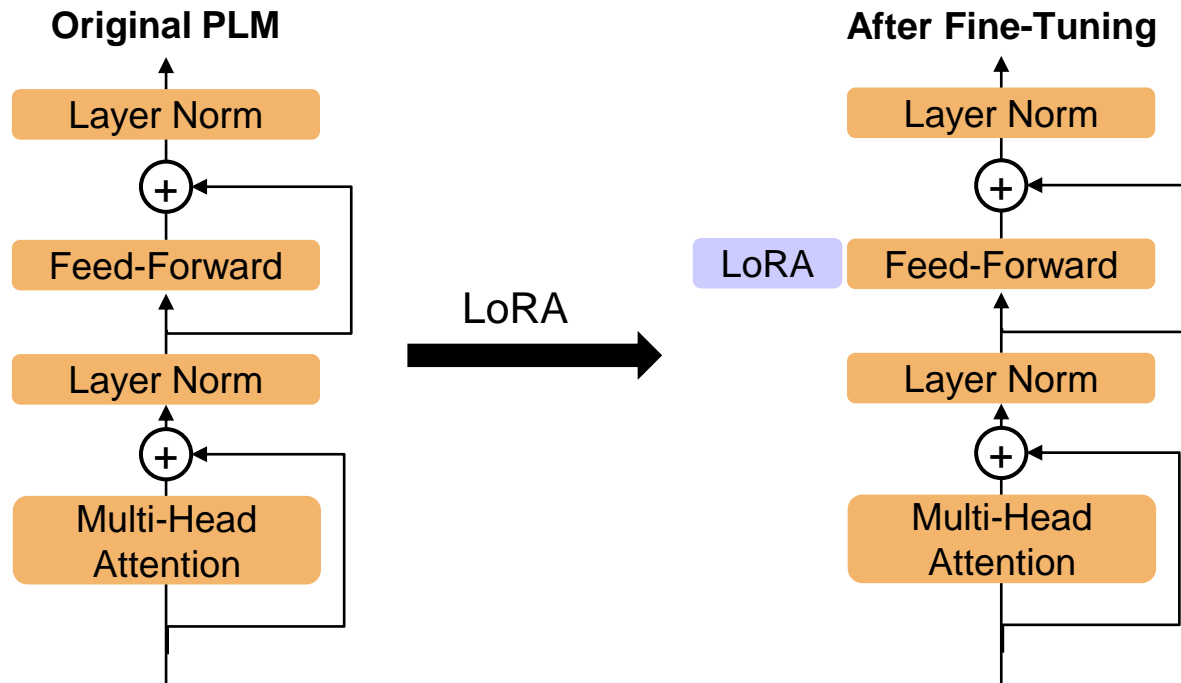 Original PLM
Layer Norm
+
Feed-Forward
Layer Norm
+
Multi-Head
Attention
LoRA
After Fine-Tuning
Layer Norm
+
LoRA
Feed-Forward
Layer Norm
+
Multi-Head
Attention